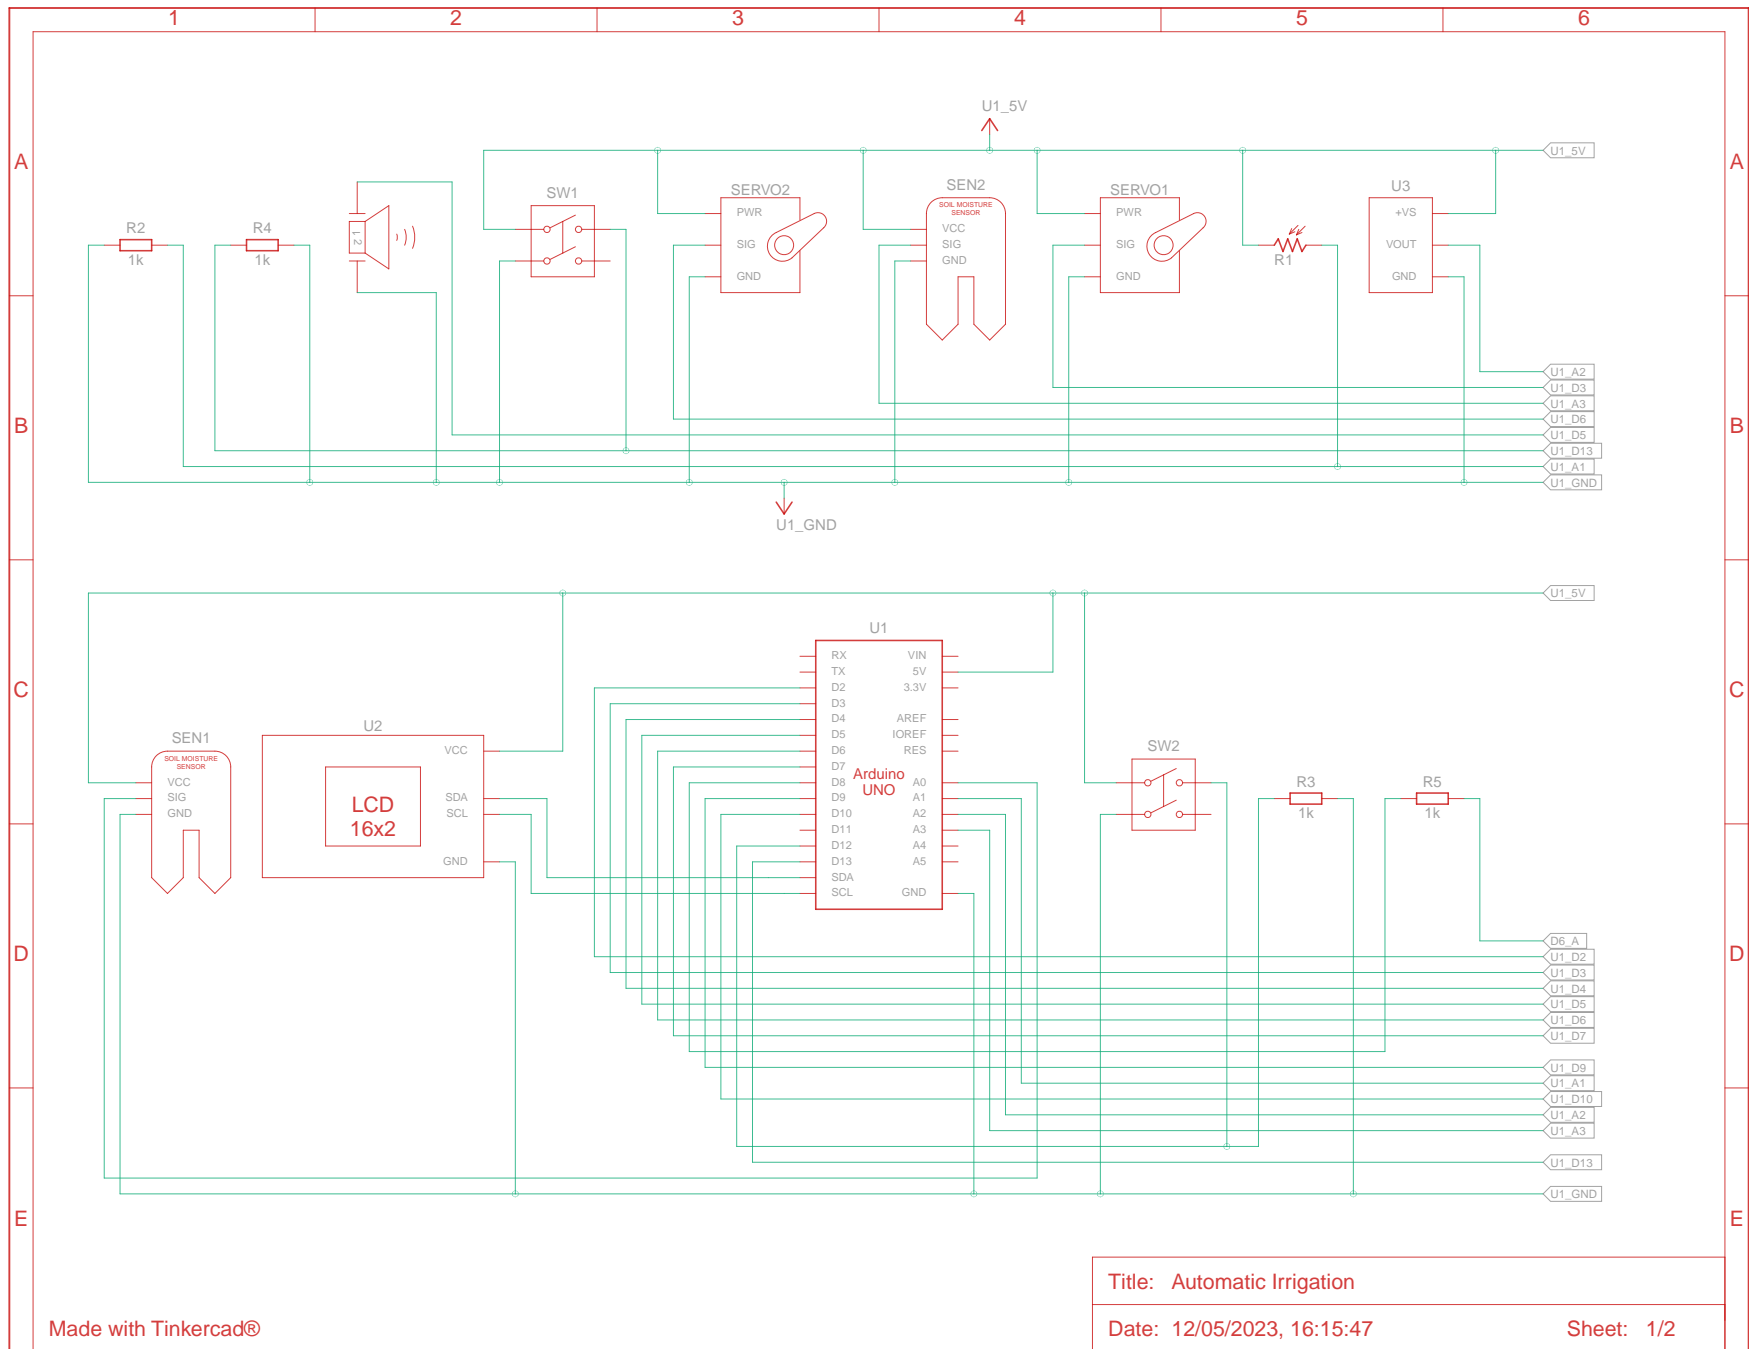 1 2 3 4 5 6
U1_5V
A A
U1_5V
SW1 SERVO2 SEN2 SERVO1 U3
SOIL MOISTURE
SENSOR
PWR PWR +VS
R2 R4 VCC
1 2 SIG SIG SIG VOUT
1k 1k GND R1
GND GND GND
U1_A2
U1_D3
U1_A3
U1_D6
B B
U1_D5
U1_D13
U1_A1
U1_GND
U1_GND
U1_5V
U1
RX VIN
TX 5V
C D2 3.3V C
D3
D4 AREF
D5 IOREF
D6 RES
D7
D8 A0
D9 A1
D10 A2
D11 A3
D12 A4
D13 A5
SDA
SCL GND
Arduino
UNO
SEN1
SOIL MOISTURE
SENSOR
VCC
SIG
GND
U2
VCC
SDA
SCL
GND
LCD
16x2
SW2
R3
1k
R5
1k
D D
D6_A
U1_D2
U1_D3
U1_D4
U1_D5
U1_D6
U1_D7
U1_D9
U1_A1
U1_D10
U1_A2
U1_A3
U1_D13
U1_GND
E E
Title: Automatic Irrigation
Made with Tinkercad®
Date: 12/05/2023, 16:15:47 Sheet: 1/2